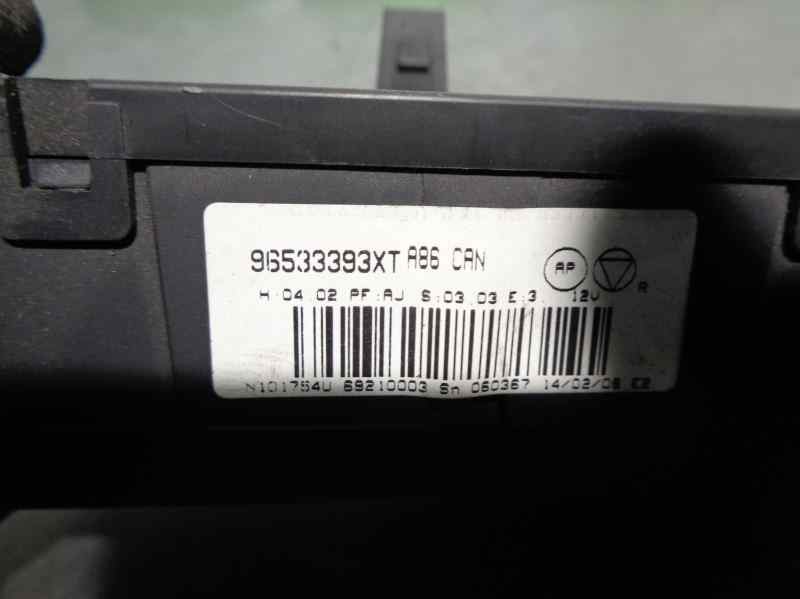 96533393XT A86 CAN
AP
R
H:04.02 PF:AJ S:03.03 E:3. 12V
N101754U 69210003 Sn 060367 14/02/06 E2